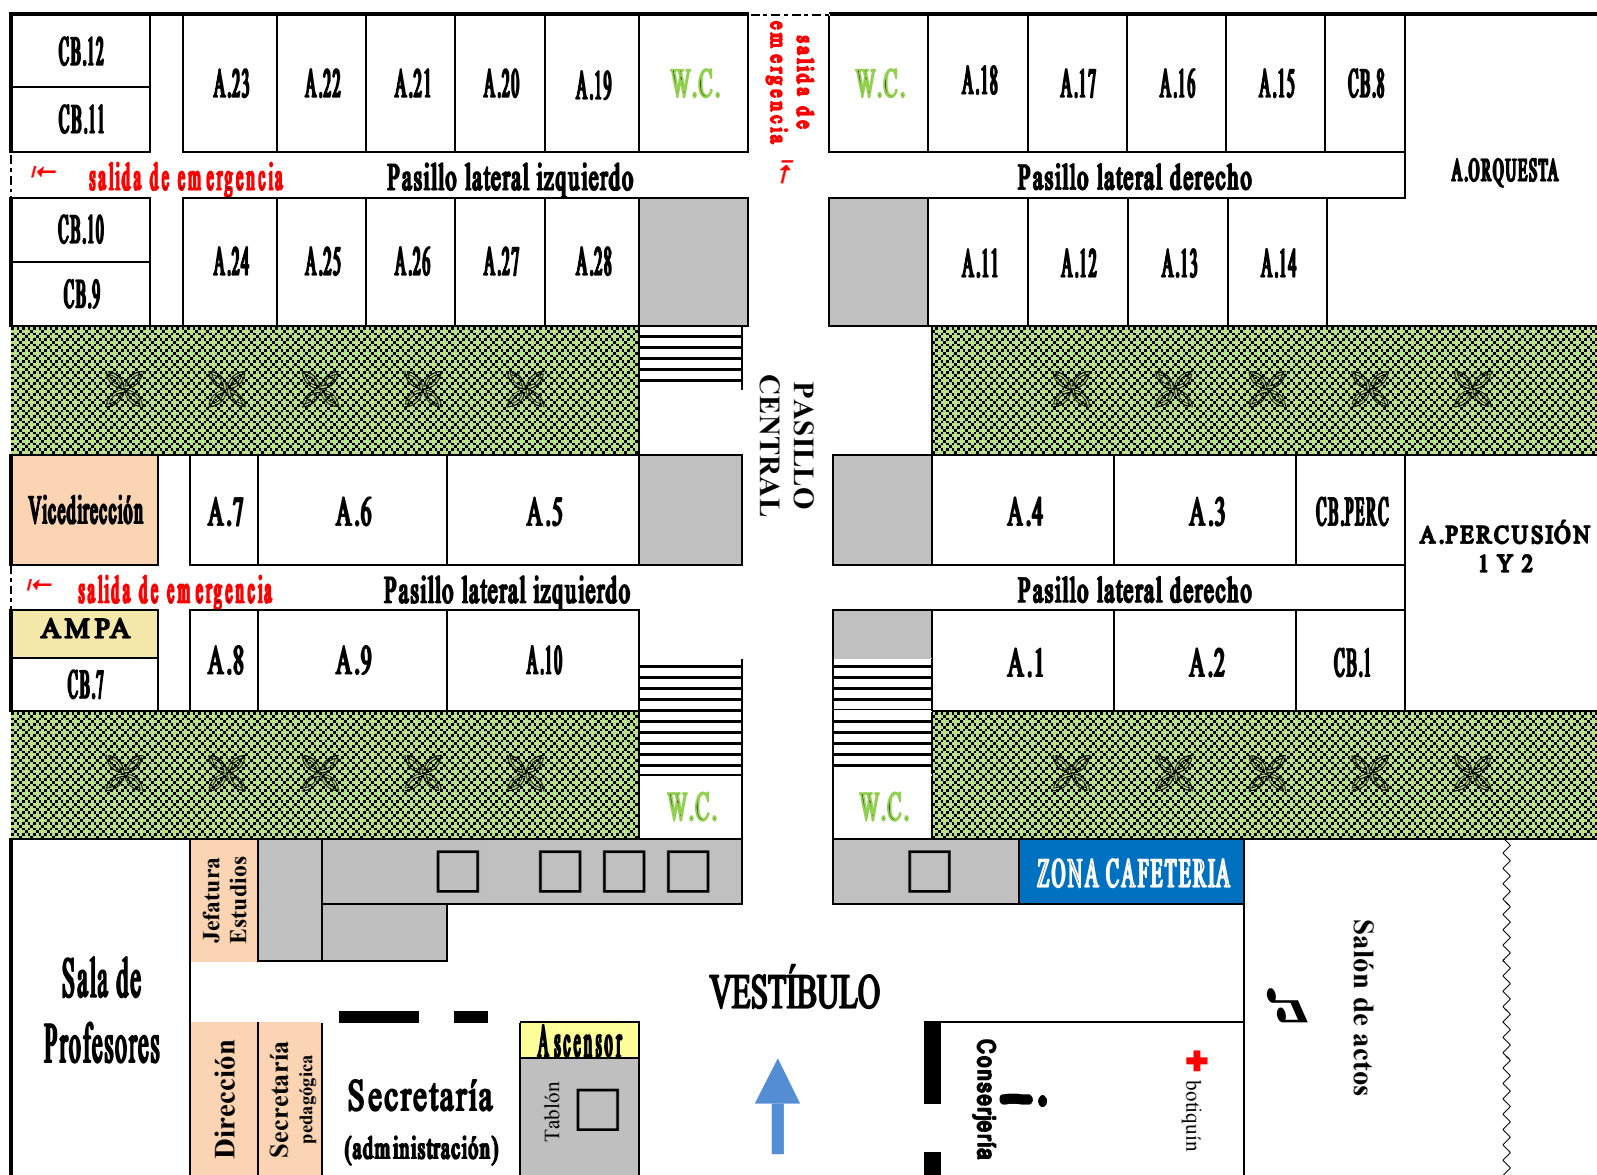 CB.12
CB.11
A.23
A.22
A.21
A.20
A.19
W.C.
salida de
emergencia
W.C.
A.18
A.17
A.16
A.15
CB.8
A.ORQUESTA
salida de emergencia
Pasillo lateral izquierdo
Pasillo lateral derecho
CB.10
CB.9
A.24
A.25
A.26
A.27
A.28
A.11
A.12
A.13
A.14
PASILLO
CENTRAL
Vicedirección
A.7
A.6
A.5
A.4
A.3
CB.PERC
A.PERCUSIÓN
1 Y 2
salida de emergencia
Pasillo lateral izquierdo
Pasillo lateral derecho
AMPA
CB.7
A.8
A.9
A.10
A.1
A.2
CB.1
W.C.
W.C.
Jefatura
Estudios
ZONA CAFETERIA
Sala de
Profesores
VESTÍBULO
Salón de actos
Dirección
Secretaría
pedagógica
Secretaría
(administración)
Ascensor
Tablón
Conserjería
i
botiquín